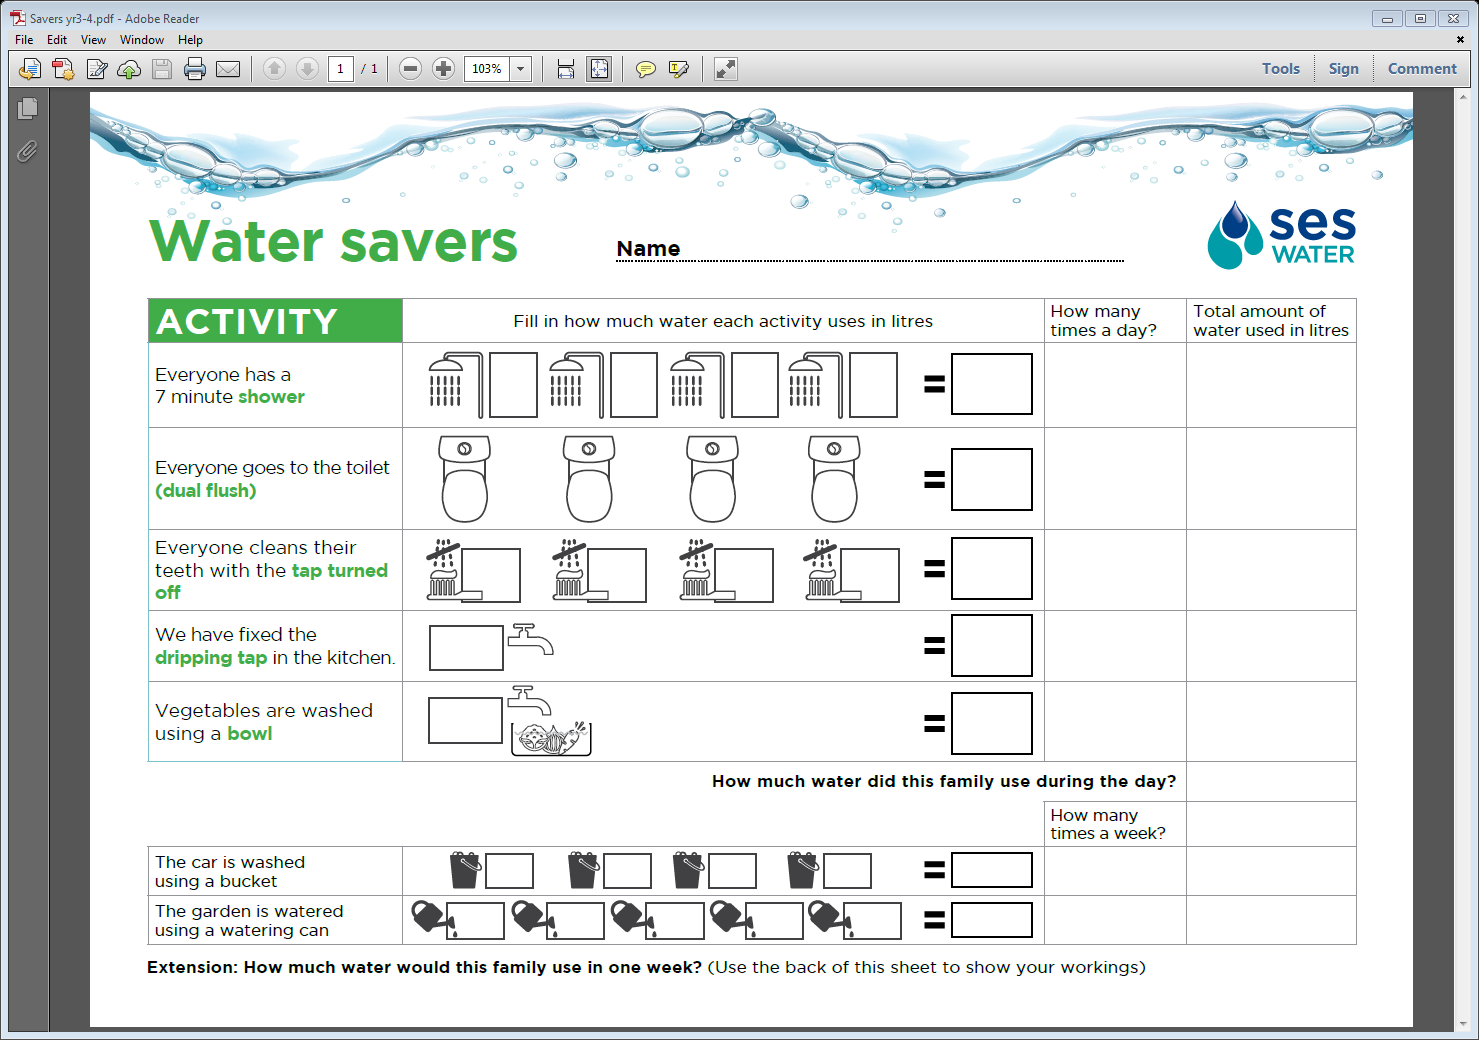 Savers yr3-4.pdf - Adobe Reader
File Edit View Window Help
1 / 1 103% Tools Sign Comment
Water savers
Name
ses
WATER
ACTIVITY
Fill in how much water each activity uses in litres
How many
times a day?
Total amount of
water used in litres
Everyone has a
7 minute shower
=
Everyone goes to the toilet
(dual flush)
=
Everyone cleans their
teeth with the tap turned
off
=
We have fixed the
dripping tap in the kitchen.
=
Vegetables are washed
using a bowl
=
How much water did this family use during the day?
How many
times a week?
The car is washed
using a bucket
=
The garden is watered
using a watering can
=
Extension: How much water would this family use in one week? (Use the back of this sheet to show your workings)